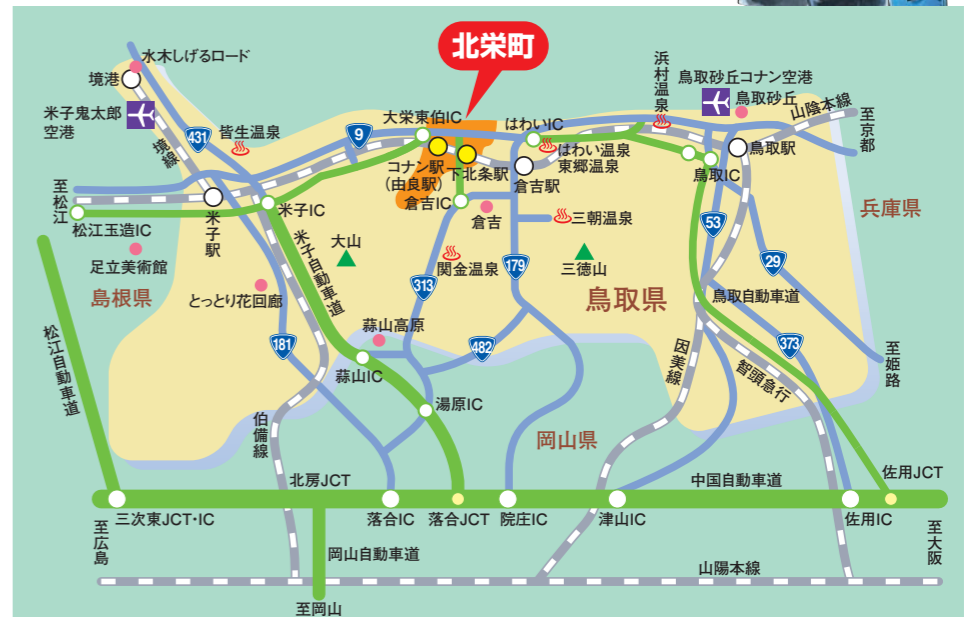 北栄町
水木しげるロード
境港
米子鬼太郎
空港
境線
431
皆生温泉
9
大栄東伯IC
コナン駅
(由良駅)
下北条駅
倉吉IC
はわいIC
はわい温泉
東郷温泉
倉吉駅
浜村温泉
鳥取砂丘コナン空港
鳥取砂丘
山陰本線
至京都
鳥取駅
鳥取IC
兵庫県
至松江
松江玉造IC
足立美術館
島根県
米子駅
米子IC
米子自動車道
大山
とっとり花回廊
倉吉
三朝温泉
関金温泉
三徳山
313
179
鳥取県
53
29
鳥取自動車道
373
至姫路
松江自動車道
181
蒜山高原
蒜山IC
482
湯原IC
因美線
智頭急行
伯備線
岡山県
北房JCT
中国自動車道
佐用JCT
三次東JCT・IC
落合IC
落合JCT
院庄IC
津山IC
佐用IC
至広島
岡山自動車道
至大阪
山陽本線
至岡山